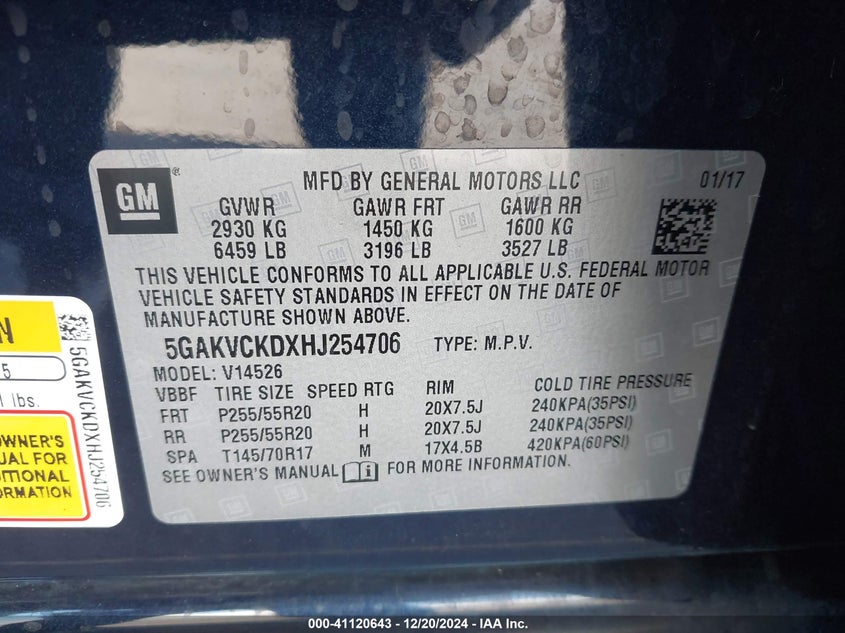 GM®
MFD BY GENERAL MOTORS LLC 01/17
GVWR GAWR FRT GAWR RR
2930 KG 1450 KG 1600 KG
6459 LB 3196 LB 3527 LB
THIS VEHICLE CONFORMS TO ALL APPLICABLE U.S. FEDERAL MOTOR
VEHICLE SAFETY STANDARDS IN EFFECT ON THE DATE OF
MANUFACTURE SHOWN ABOVE.
5GAKVCKDXHJ254706 TYPE: M.P.V.
MODEL: V14526
VBBF TIRE SIZE SPEED RTG RIM COLD TIRE PRESSURE
FRT P255/55R20 H 20X7.5J 240KPA(35PSI)
RR P255/55R20 H 20X7.5J 240KPA(35PSI)
SPA T145/70R17 M 17X4.5B 420KPA(60PSI)
SEE OWNER'S MANUAL FOR MORE INFORMATION.
N
5
lbs.
OWNER'S
FOR
5GAKVCKDXHJ254706
000-41120643 - 12/20/2024 - IAA Inc.